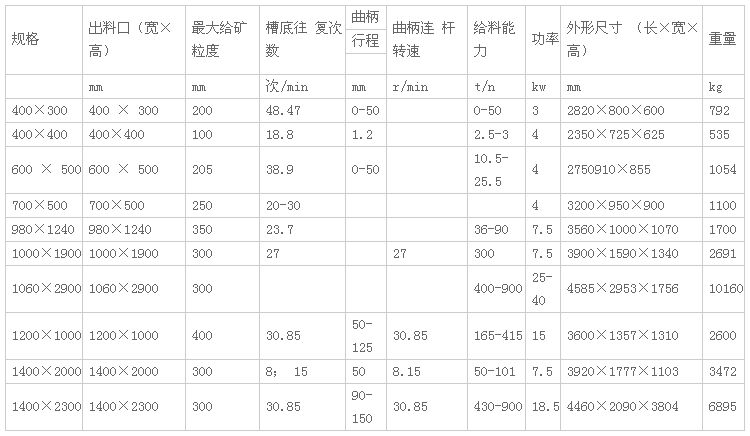 规格 出料口（宽×高） 最大给矿粒度 槽底往 复次数 曲柄行程 曲柄连 杆转速 给料能力 功率 外形尺寸 （长×宽×高） 重量
mm mm 次/min mm r/min t/n kw mm kg
400×300 400 × 300 200 48.47 0-50 0-50 3 2820×800×600 792
400×400 400×400 100 18.8 1.2 2.5-3 4 2350×725×625 535
600 × 500 600 × 500 205 38.9 0-50 10.5-25.5 4 2750910×855 1054
700×500 700×500 250 20-30 4 3200×950×900 1100
980×1240 980×1240 350 23.7 36-90 7.5 3560×1000×1070 1700
1000×1900 1000×1900 300 27 27 300 7.5 3900×1590×1340 2691
1060×2900 1060×2900 300 400-900 25-40 4585×2953×1756 10160
1200×1000 1200×1000 400 30.85 50-125 30.85 165-415 15 3600×1357×1310 2600
1400×2000 1400×2000 300 8； 15 50 8.15 50-101 7.5 3920×1777×1103 3472
1400×2300 1400×2300 300 30.85 90-150 30.85 430-900 18.5 4460×2090×3804 6895